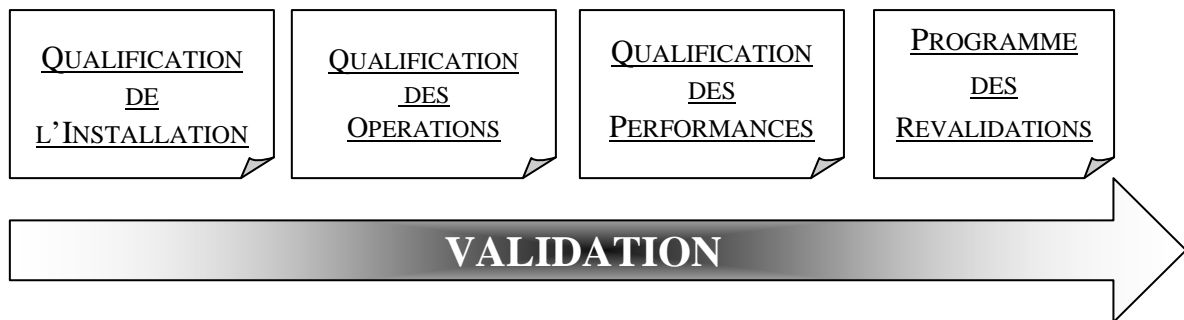 QUALIFICATION
DE
L'INSTALLATION
QUALIFICATION
DES
OPERATIONS
QUALIFICATION
DES
PERFORMANCES
PROGRAMME
DES
REVALIDATIONS
VALIDATION